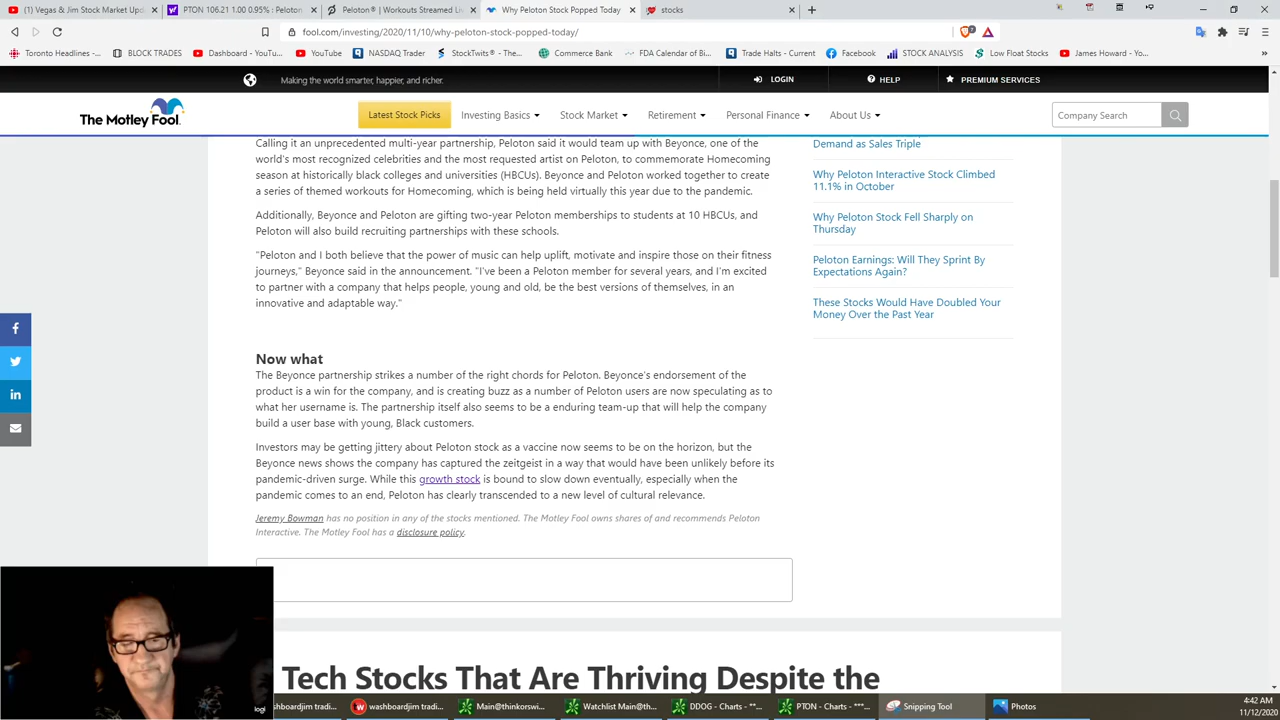 (1) Vegas & Jim Stock Market Upd
PTON 106.21 1.00 0.95% : Peloton
Peloton® | Workouts Streamed Liv
Why Peloton Stock Popped Today
stocks
fool.com/investing/2020/11/10/why-peloton-stock-popped-today/
Toronto Headlines -...
BLOCK TRADES
Dashboard - YouTu...
YouTube
NASDAQ Trader
StockTwits® - The...
Commerce Bank
FDA Calendar of Bi...
Trade Halts - Current
Facebook
STOCK ANALYSIS
Low Float Stocks
James Howard - Yo...
Making the world smarter, happier, and richer.
LOGIN
HELP
PREMIUM SERVICES
The Motley Fool.
Latest Stock Picks
Investing Basics
Stock Market
Retirement
Personal Finance
About Us
Company Search
Calling it an unprecedented multi-year partnership, Peloton said it would team up with Beyonce, one of the
world's most recognized celebrities and the most requested artist on Peloton, to commemorate Homecoming
season at historically black colleges and universities (HBCUs). Beyonce and Peloton worked together to create
a series of themed workouts for Homecoming, which is being held virtually this year due to the pandemic.
Additionally, Beyonce and Peloton are gifting two-year Peloton memberships to students at 10 HBCUs, and
Peloton will also build recruiting partnerships with these schools.
"Peloton and I both believe that the power of music can help uplift, motivate and inspire those on their fitness
journeys," Beyonce said in the announcement. "I've been a Peloton member for several years, and I'm excited
to partner with a company that helps people, young and old, be the best versions of themselves, in an
innovative and adaptable way."
Now what
The Beyonce partnership strikes a number of the right chords for Peloton. Beyonce's endorsement of the
product is a win for the company, and is creating buzz as a number of Peloton users are now speculating as to
what her username is. The partnership itself also seems to be a enduring team-up that will help the company
build a user base with young, Black customers.
Investors may be getting jittery about Peloton stock as a vaccine now seems to be on the horizon, but the
Beyonce news shows the company has captured the zeitgeist in a way that would have been unlikely before its
pandemic-driven surge. While this growth stock is bound to slow down eventually, especially when the
pandemic comes to an end, Peloton has clearly transcended to a new level of cultural relevance.
Jeremy Bowman has no position in any of the stocks mentioned. The Motley Fool owns shares of and recommends Peloton
Interactive. The Motley Fool has a disclosure policy.
Demand as Sales Triple
Why Peloton Interactive Stock Climbed
11.1% in October
Why Peloton Stock Fell Sharply on
Thursday
Peloton Earnings: Will They Sprint By
Expectations Again?
These Stocks Would Have Doubled Your
Money Over the Past Year
Tech Stocks That Are Thriving Despite the
logi
shboardjim tradi...
washboardjim tradi...
Main@thinkorswi...
Watchlist Main@th...
DDOG - Charts - **...
PTON - Charts - ***...
Snipping Tool
Photos
4:42 AM
11/12/2020